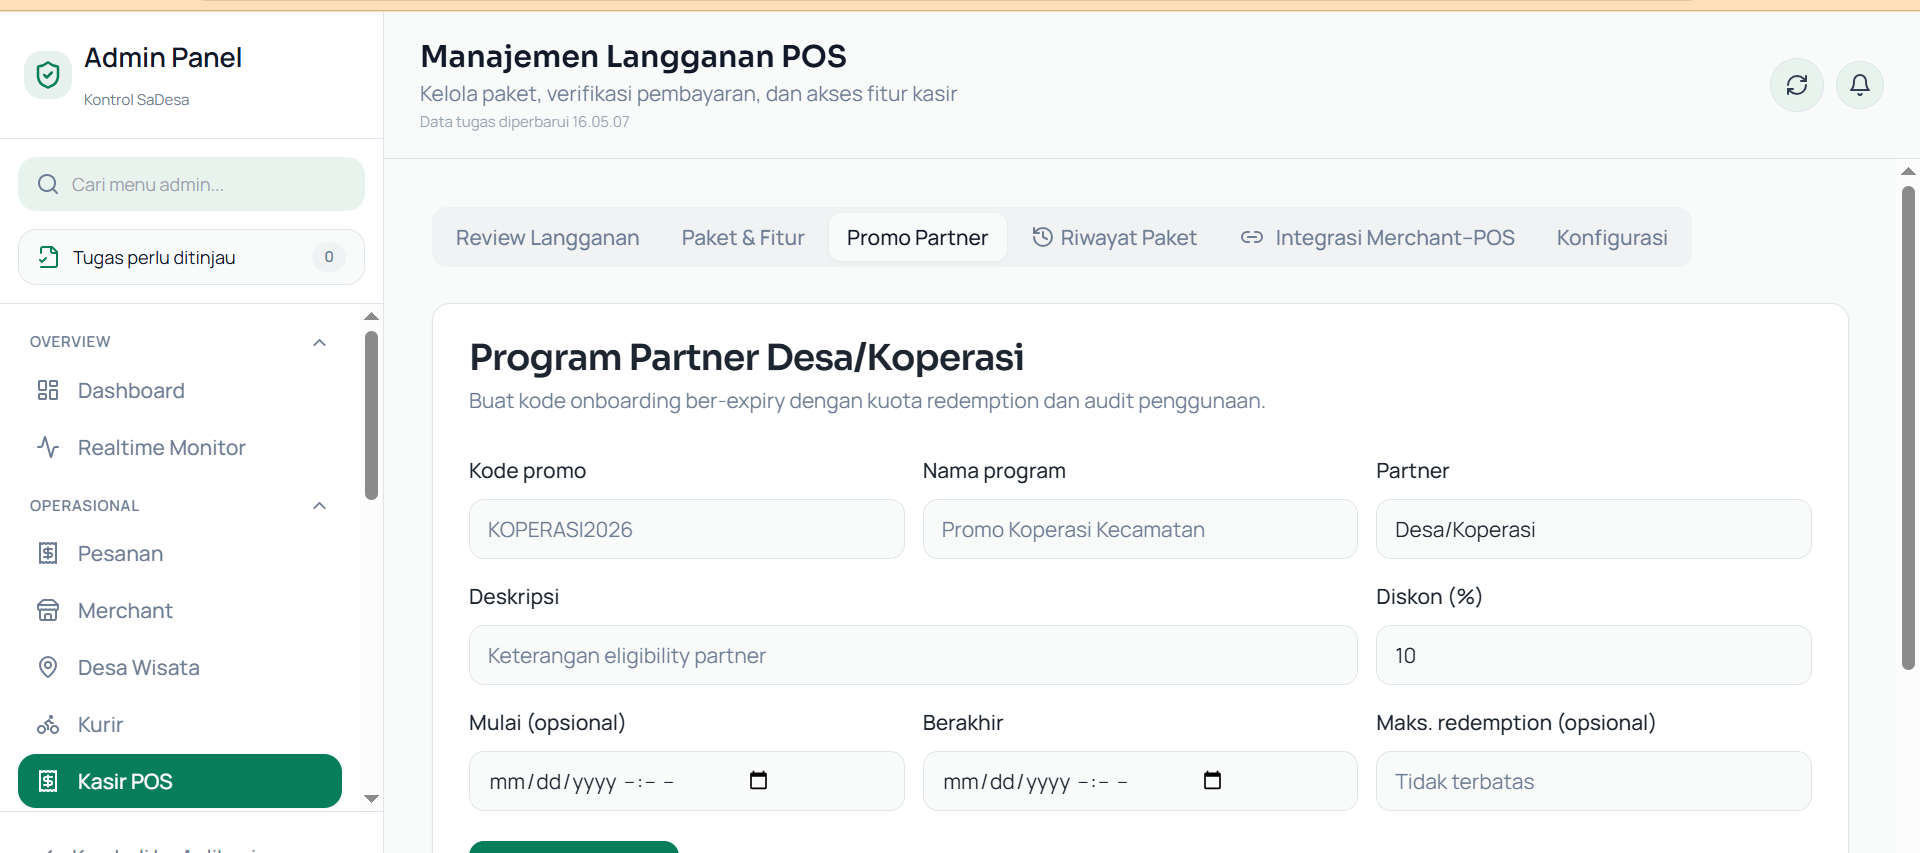 Admin Panel
Kontrol SaDesa
Cari menu admin...
Tugas perlu ditinjau 0
OVERVIEW
Dashboard
Realtime Monitor
OPERASIONAL
Pesanan
Merchant
Desa Wisata
Kurir
Kasir POS
Manajemen Langganan POS
Kelola paket, verifikasi pembayaran, dan akses fitur kasir
Data tugas diperbarui 16.05.07
Review Langganan Paket & Fitur Promo Partner Riwayat Paket Integrasi Merchant-POS Konfigurasi
Program Partner Desa/Koperasi
Buat kode onboarding ber-expiry dengan kuota redemption dan audit penggunaan.
Kode promo Nama program Partner
KOPERASI2026 Promo Koperasi Kecamatan Desa/Koperasi
Deskripsi Diskon (%)
Keterangan eligibility partner 10
Mulai (opsional) Berakhir Maks. redemption (opsional)
mm/dd/yyyy --:-- -- mm/dd/yyyy --:-- -- Tidak terbatas